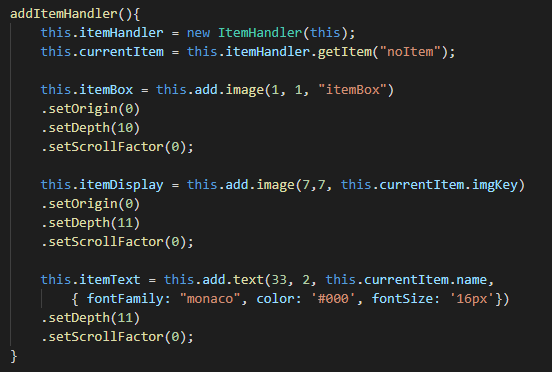 addItemHandler(){
    this.itemHandler = new ItemHandler(this);
    this.currentItem = this.itemHandler.getItem("noItem");

    this.itemBox = this.add.image(1, 1, "itemBox")
    .setOrigin(0)
    .setDepth(10)
    .setScrollFactor(0);

    this.itemDisplay = this.add.image(7,7, this.currentItem.imgKey)
    .setOrigin(0)
    .setDepth(11)
    .setScrollFactor(0);

    this.itemText = this.add.text(33, 2, this.currentItem.name,
        { fontFamily: "monaco", color: '#000', fontSize: '16px'})
    .setDepth(11)
    .setScrollFactor(0);
}